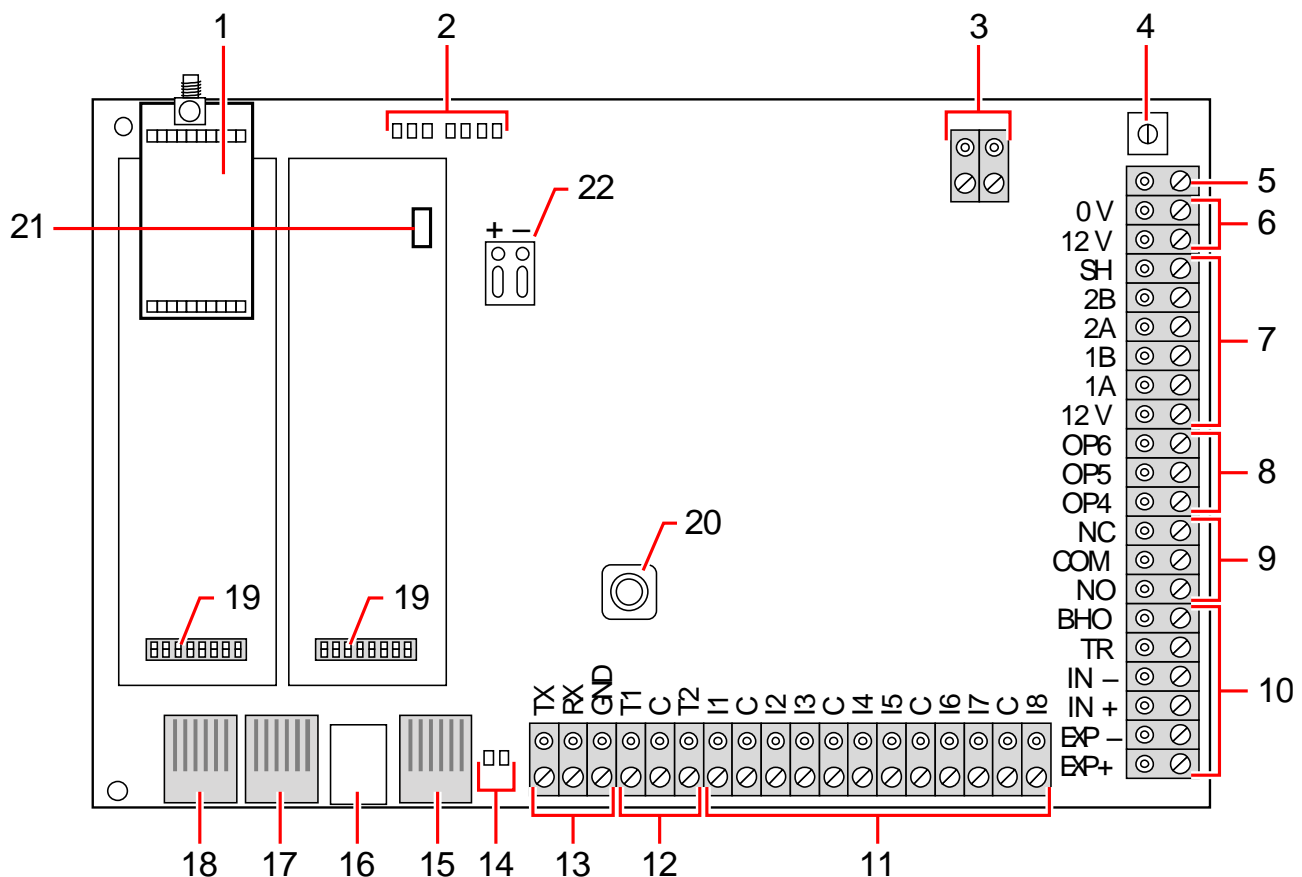 1
2
3
4
5
0 V
6
12 V
SH
2B
2A
7
1B
1A
12 V
OP6
OP5
8
OP4
NC
COM
9
NO
BHO
TR
IN –
10
IN +
EXP –
EXP+
21
22
+ –
20
19
19
TX
RX
GND
T1
C
T2
I1
C
I2
I3
C
I4
I5
C
I6
I7
C
I8
18
17
16
15
14
13
12
11